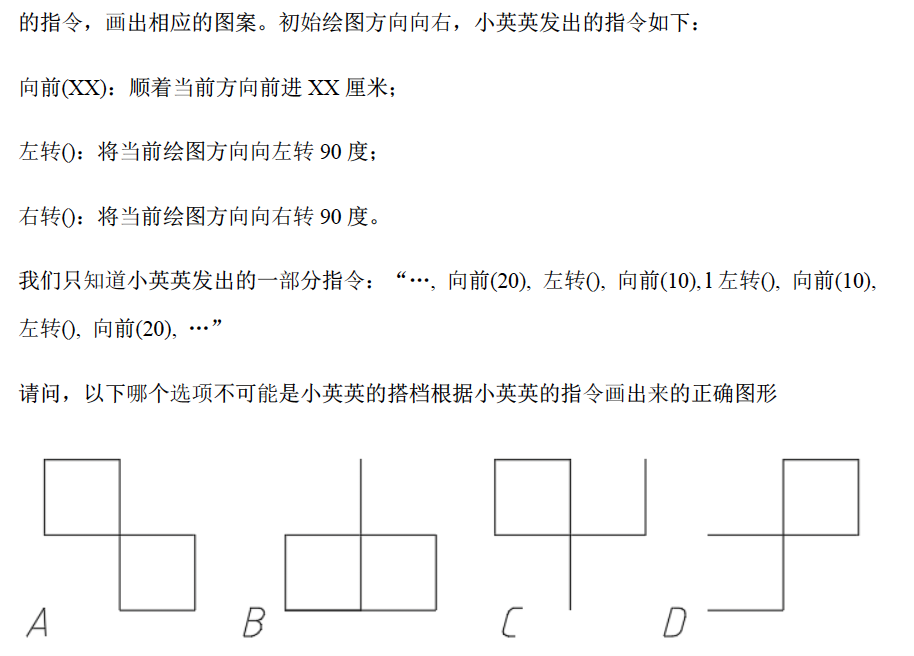 的指令，画出相应的图案。初始绘图方向向右，小英英发出的指令如下：
向前(XX)：顺着当前方向前进 XX 厘米；
左转()：将当前绘图方向向左转 90 度；
右转()：将当前绘图方向向右转 90 度。
我们只知道小英英发出的一部分指令：“…, 向前(20), 左转(), 向前(10), l 左转(), 向前(10),
左转(), 向前(20), …”
请问，以下哪个选项不可能是小英英的搭档根据小英英的指令画出来的正确图形
A B C D